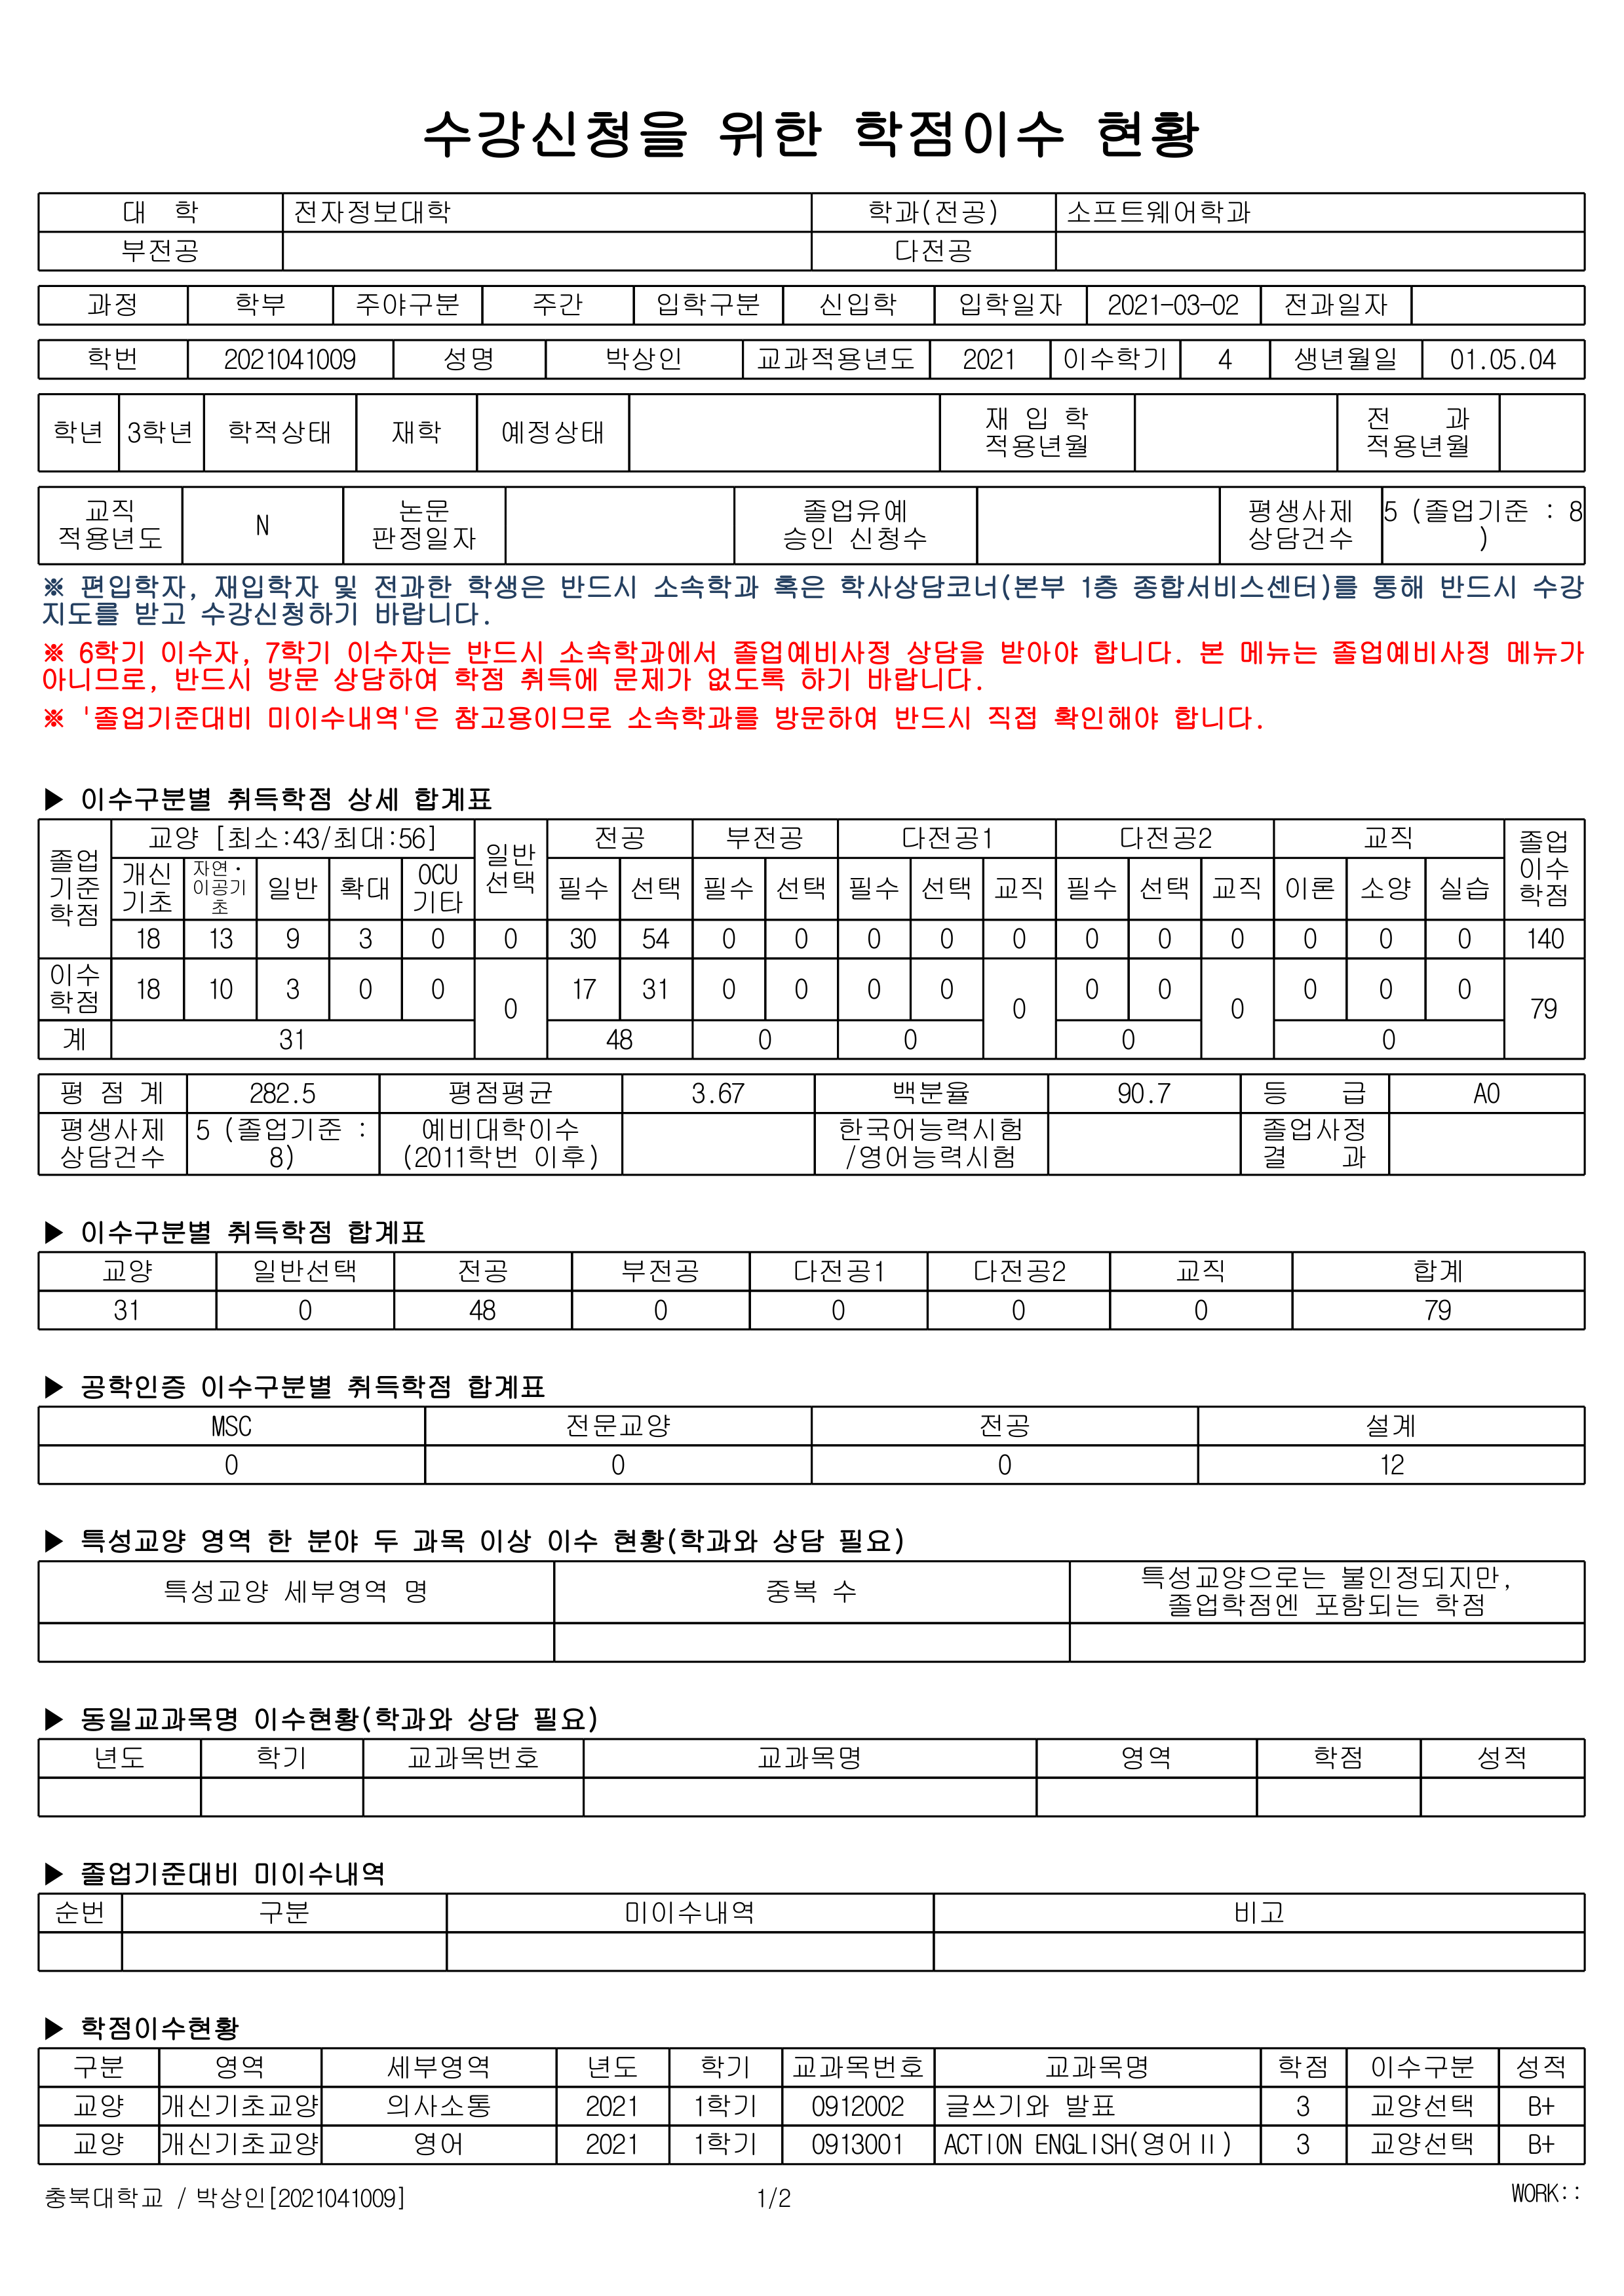 수강신청을 위한 학점이수 현황
대 학 전자정보대학 학과(전공) 소프트웨어학과
부전공 다전공
과정 학부 주야구분 주간 입학구분 신입학 입학일자 2021-03-02 전과일자
학번 2021041009 성명 박상인 교과적용년도 2021 이수학기 4 생년월일 01.05.04
학년 3학년 학적상태 재학 예정상태 재 입 학 적용년월 전 과 적용년월
교직 적용년도 N 논문 판정일자 졸업유예 승인 신청수 평생사제 상담건수 5 (졸업기준 : 8 )
※ 편입학자, 재입학자 및 전과한 학생은 반드시 소속학과 혹은 학사상담코너(본부 1층 종합서비스센터)를 통해 반드시 수강
지도를 받고 수강신청하기 바랍니다.
※ 6학기 이수자, 7학기 이수자는 반드시 소속학과에서 졸업예비사정 상담을 받아야 합니다. 본 메뉴는 졸업예비사정 메뉴가
아니므로, 반드시 방문 상담하여 학점 취득에 문제가 없도록 하기 바랍니다.
※ '졸업기준대비 미이수내역'은 참고용이므로 소속학과를 방문하여 반드시 직접 확인해야 합니다.
▶ 이수구분별 취득학점 상세 합계표
졸업 기준 학점 교양 [최소:43/최대:56] 일반 선택 전공 부전공 다전공1 다전공2 교직 졸업 이수 학점
개신 기초 자연· 이공기 초 일반 확대 OCU 기타 필수 선택 필수 선택 필수 선택 교직 필수 선택 교직 이론 소양 실습
18 13 9 3 0 0 30 54 0 0 0 0 0 0 0 0 0 0 0 140
이수 학점 18 10 3 0 0 0 17 31 0 0 0 0 0 0 0 0 0 0 0 79
계 31 48 0 0 0 0
평 점 계 282.5 평점평균 3.67 백분율 90.7 등 급 A0
평생사제 상담건수 5 (졸업기준 : 8) 예비대학이수 (2011학번 이후) 한국어능력시험 /영어능력시험 졸업사정 결 과
▶ 이수구분별 취득학점 합계표
교양 일반선택 전공 부전공 다전공1 다전공2 교직 합계
31 0 48 0 0 0 0 79
▶ 공학인증 이수구분별 취득학점 합계표
MSC 전문교양 전공 설계
0 0 0 12
▶ 특성교양 영역 한 분야 두 과목 이상 이수 현황(학과와 상담 필요)
특성교양 세부영역 명 중복 수 특성교양으로는 불인정되지만, 졸업학점엔 포함되는 학점
▶ 동일교과목명 이수현황(학과와 상담 필요)
년도 학기 교과목번호 교과목명 영역 학점 성적
▶ 졸업기준대비 미이수내역
순번 구분 미이수내역 비고
▶ 학점이수현황
구분 영역 세부영역 년도 학기 교과목번호 교과목명 학점 이수구분 성적
교양 개신기초교양 의사소통 2021 1학기 0912002 글쓰기와 발표 3 교양선택 B+
교양 개신기초교양 영어 2021 1학기 0913001 ACTION ENGLISH(영어Ⅱ) 3 교양선택 B+
충북대학교 / 박상인[2021041009] 1/2 WORK::